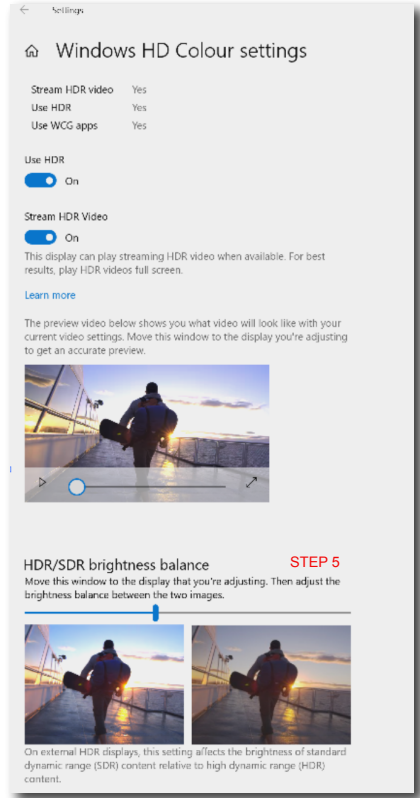 Settings
Windows HD Colour settings
Stream HDR video Yes
Use HDR Yes
Use WCG apps Yes
Use HDR
On
Stream HDR Video
On
This display can play streaming HDR video when available. For best
results, play HDR videos full screen.
Learn more
The preview video below shows you what video will look like with your
current video settings. Move this window to the display you're adjusting
to get an accurate preview.
HDR/SDR brightness balance STEP 5
Move this window to the display that you're adjusting. Then adjust the
brightness balance between the two images.
On external HDR displays, this setting affects the brightness of standard
dynamic range (SDR) content relative to high dynamic range (HDR)
content.